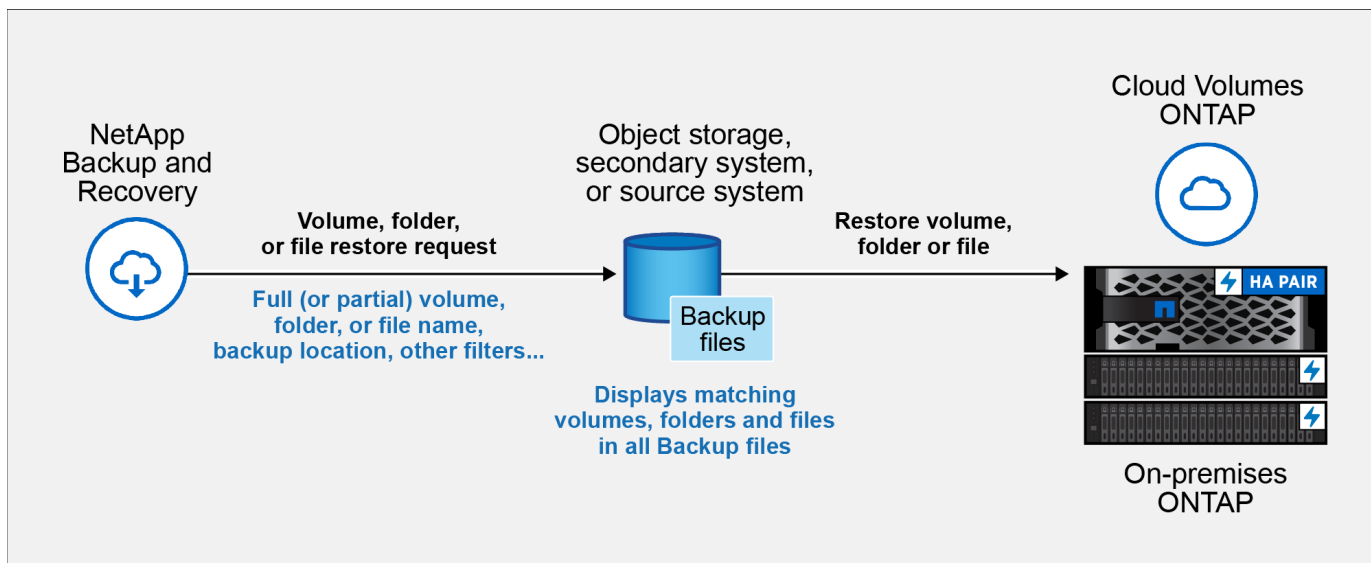 NetApp
Backup and
Recovery
Volume, folder,
or file restore request
Full (or partial) volume,
folder, or file name,
backup location, other filters...
Object storage,
secondary system,
or source system
Backup
files
Displays matching
volumes, folders and files
in all Backup files
Restore volume,
folder or file
Cloud Volumes
ONTAP
HA PAIR
On-premises
ONTAP